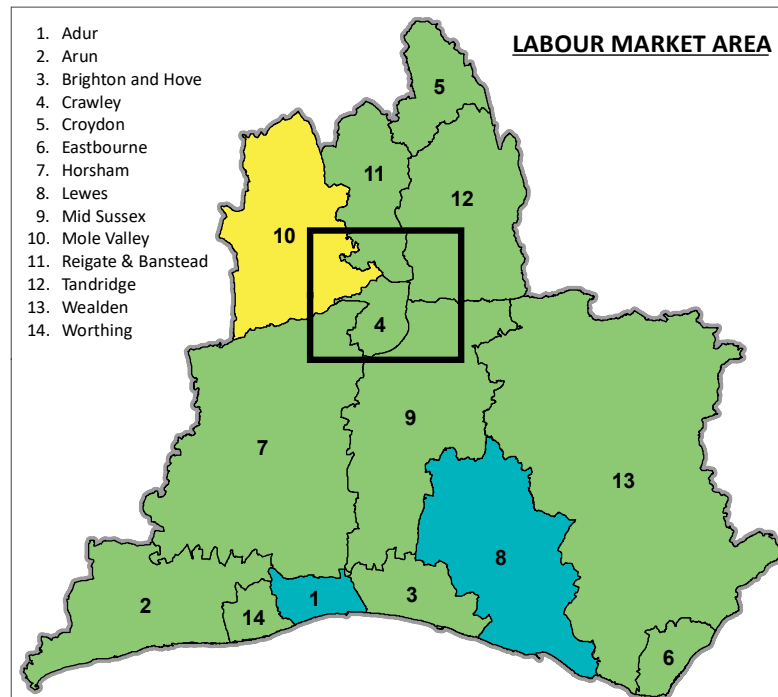 LABOUR MARKET AREA
1. Adur
2. Arun
3. Brighton and Hove
4. Crawley
5. Croydon
6. Eastbourne
7. Horsham
8. Lewes
9. Mid Sussex
10. Mole Valley
11. Reigate & Banstead
12. Tandridge
13. Wealden
14. Worthing
5
11
12
10
4
9
7
13
8
2
14
1
3
6